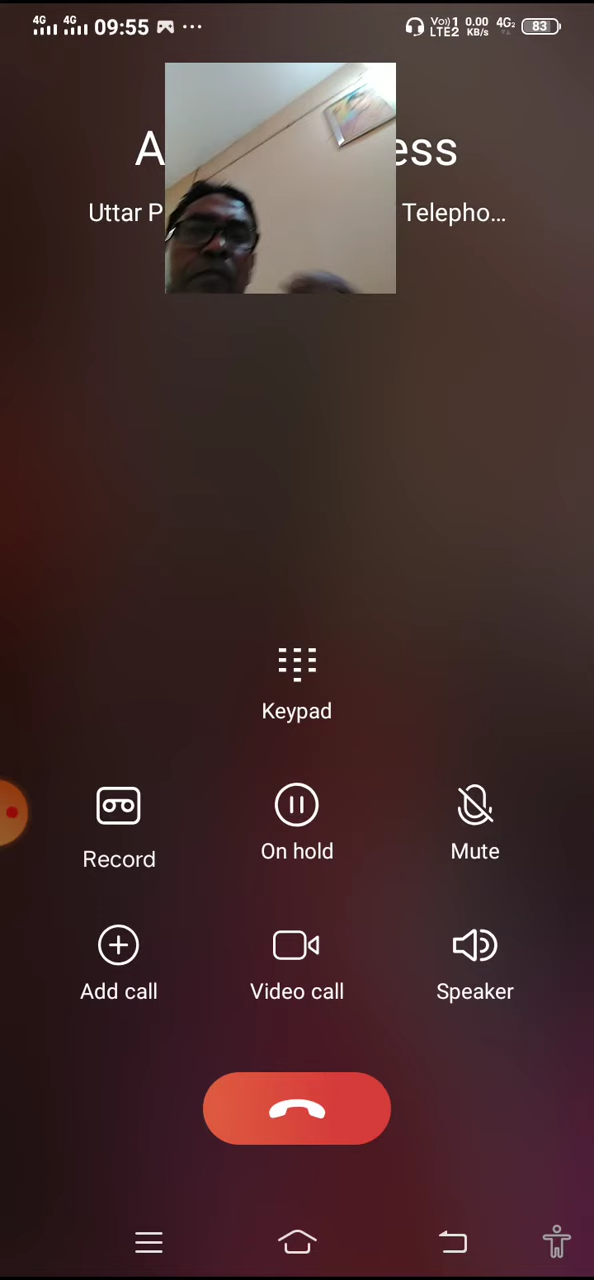 4G 4G 09:55 ... Vo)) 1 LTE2 0.00 KB/s 4G2 83
A ess
Uttar P Telepho...
Keypad
Record On hold Mute
Add call Video call Speaker